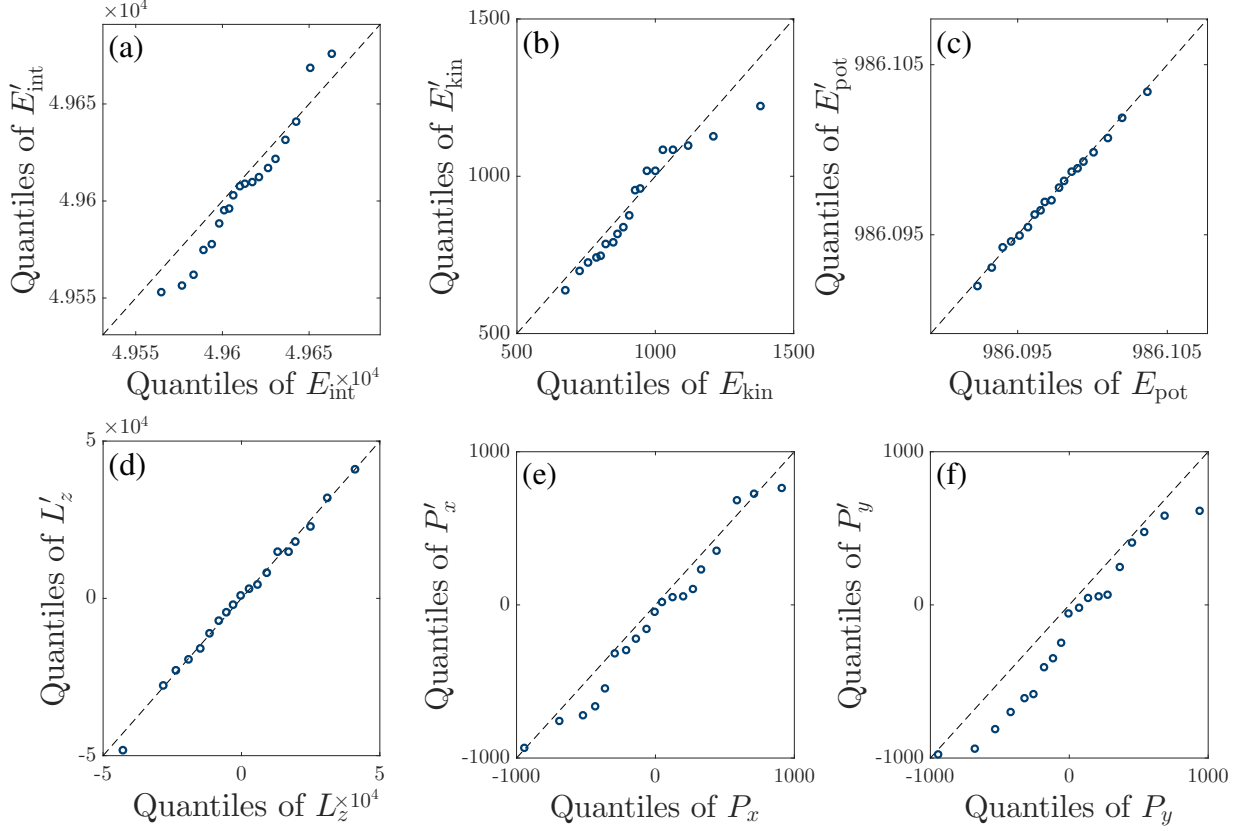 ×10⁴
(a)
Quantiles of E′int
4.965
4.96
4.955
4.955
4.96
4.965
Quantiles of Eint
×10⁴
(b)
Quantiles of E′kin
1500
1000
500
500
1000
1500
Quantiles of Ekin
(c)
Quantiles of E′pot
986.105
986.095
986.095
986.105
Quantiles of Epot
×10⁴
(d)
Quantiles of L′z
5
0
-5
-5
0
5
Quantiles of Lz
×10⁴
(e)
Quantiles of P′x
1000
0
-1000
-1000
0
1000
Quantiles of Px
(f)
Quantiles of P′y
1000
0
-1000
-1000
0
1000
Quantiles of Py